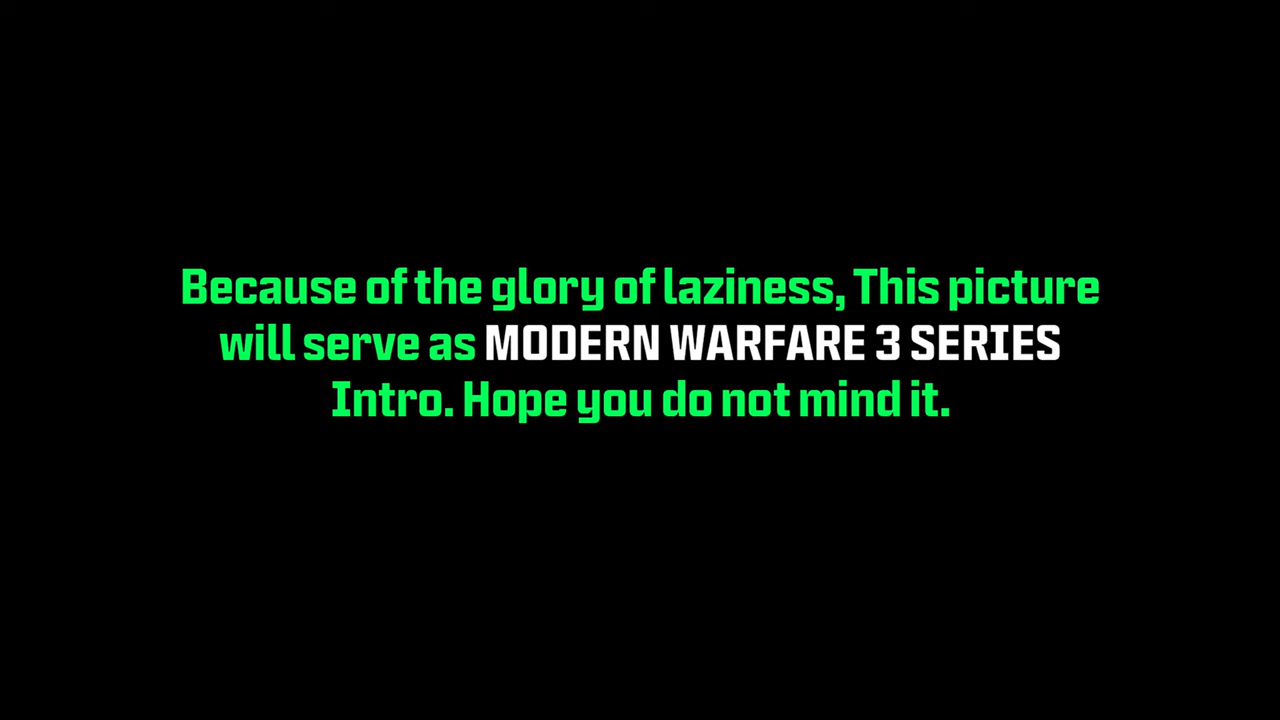 Because of the glory of laziness, This picture
will serve as MODERN WARFARE 3 SERIES
Intro. Hope you do not mind it.